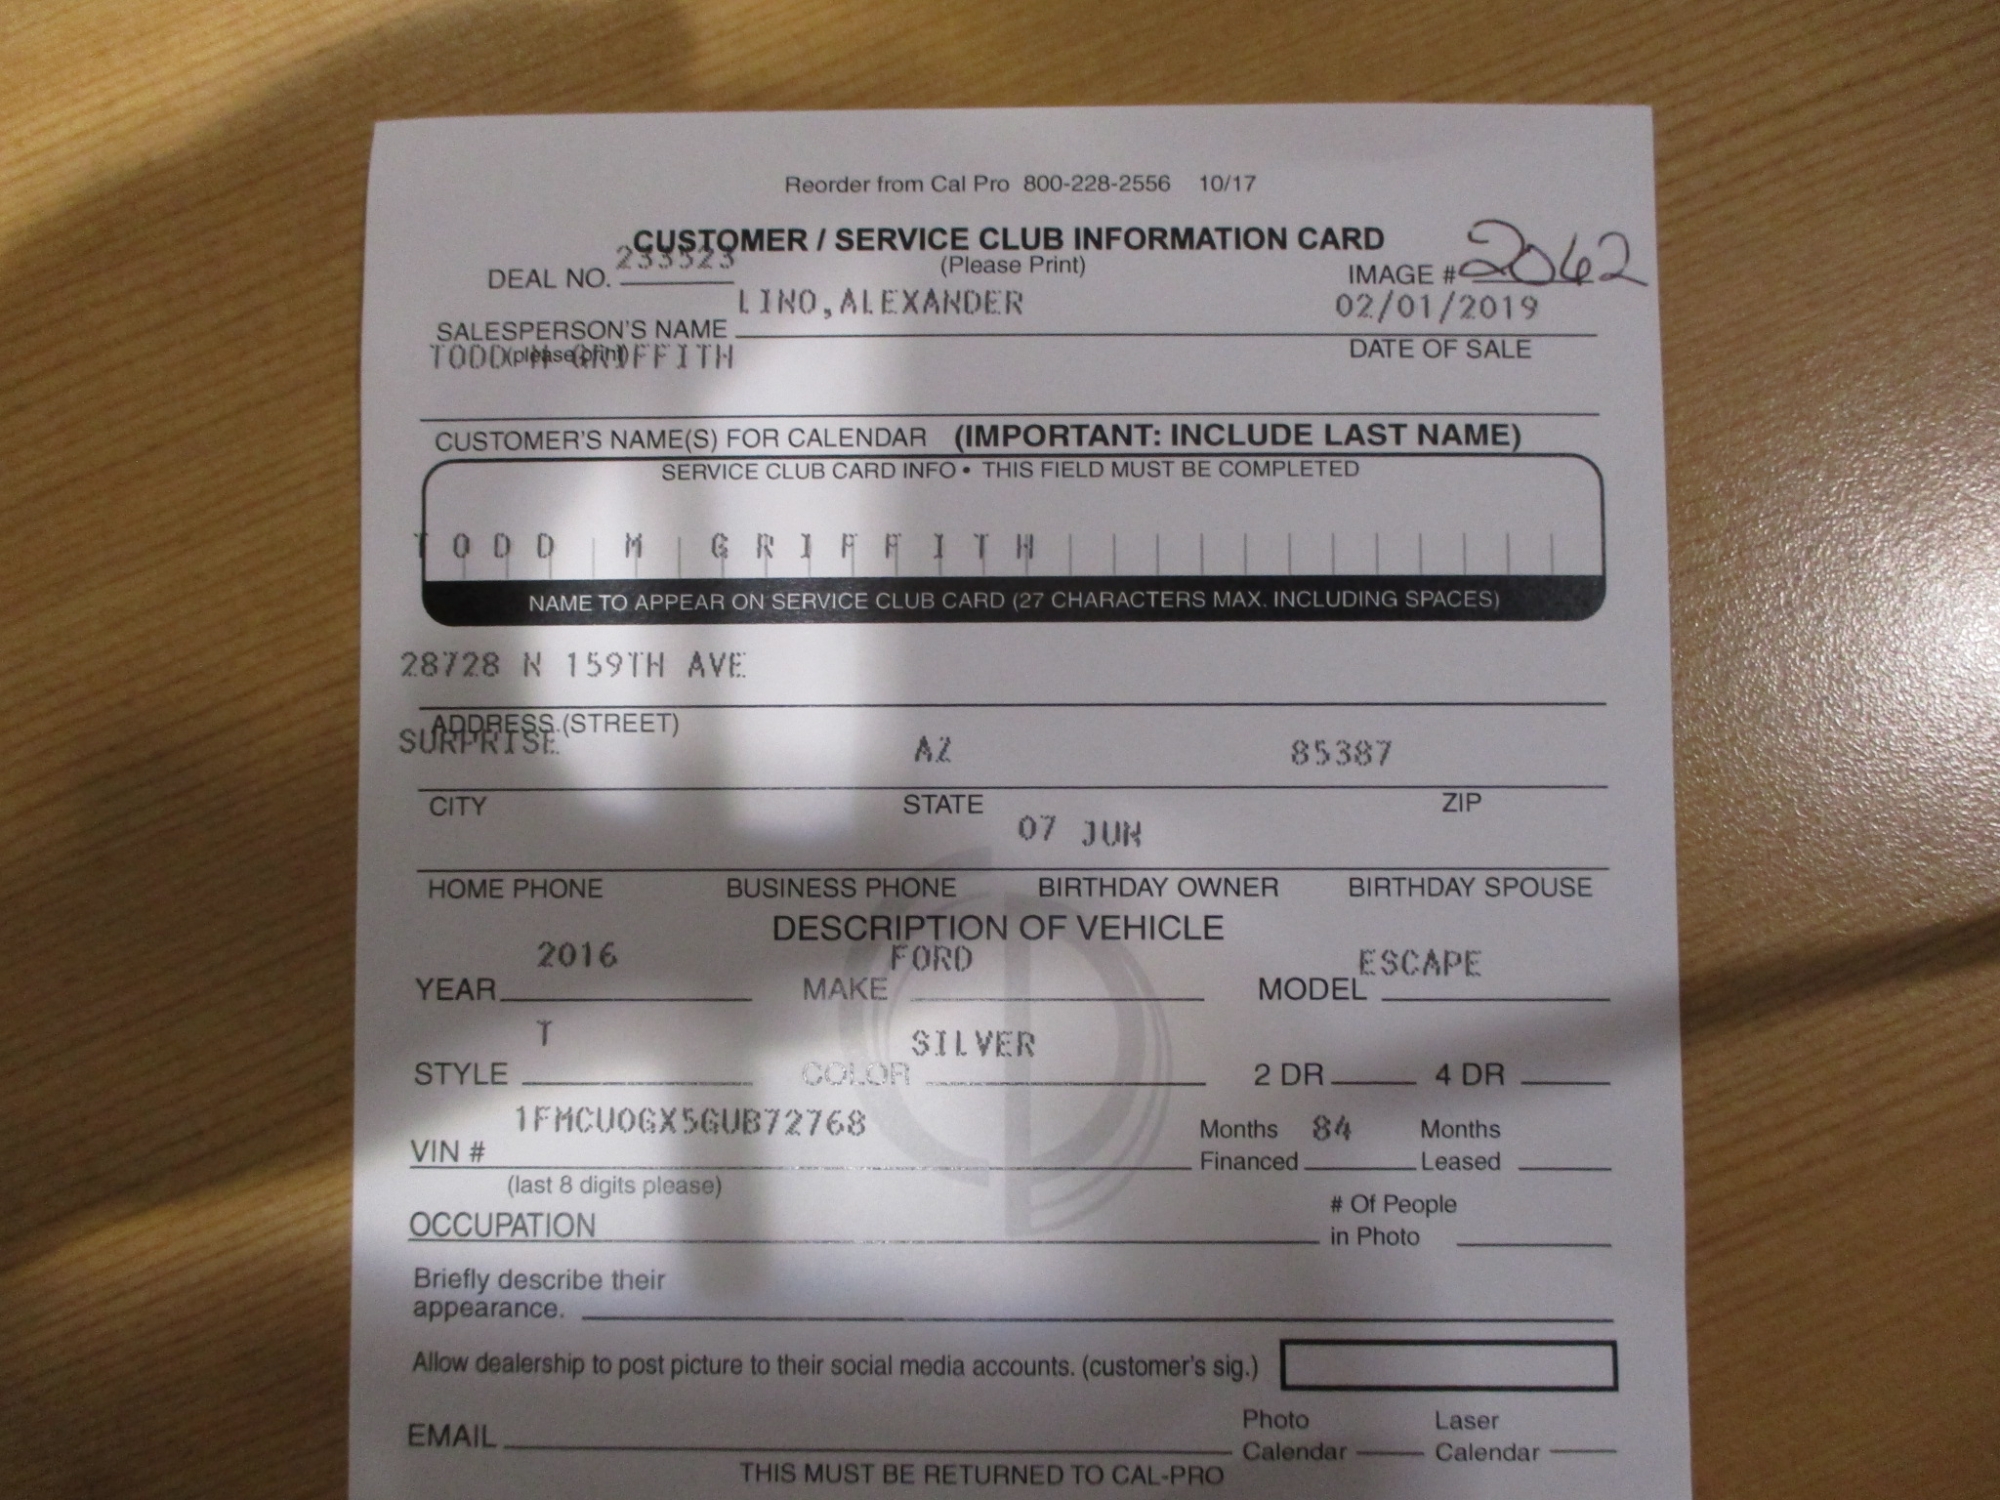 Reorder from Cal Pro 800-228-2556 10/17
CUSTOMER / SERVICE CLUB INFORMATION CARD
(Please Print)
DEAL NO. 233523
IMAGE # 2062
LINO,ALEXANDER 02/01/2019
SALESPERSON'S NAME
(please print)
DATE OF SALE
TODD M GRIFFITH
CUSTOMER'S NAME(S) FOR CALENDAR (IMPORTANT: INCLUDE LAST NAME)
SERVICE CLUB CARD INFO • THIS FIELD MUST BE COMPLETED
TODD M GRIFFITH
NAME TO APPEAR ON SERVICE CLUB CARD (27 CHARACTERS MAX. INCLUDING SPACES)
28728 N 159TH AVE
ADDRESS (STREET)
SURPRISE AZ 85387
CITY STATE ZIP
07 JUN
HOME PHONE BUSINESS PHONE BIRTHDAY OWNER BIRTHDAY SPOUSE
DESCRIPTION OF VEHICLE
YEAR 2016 MAKE FORD MODEL ESCAPE
STYLE T COLOR SILVER 2 DR 4 DR
VIN # 1FMCU0GX5GUB72768
(last 8 digits please)
Months Financed 84 Months Leased
OCCUPATION
# Of People
in Photo
Briefly describe their
appearance.
Allow dealership to post picture to their social media accounts. (customer's sig.)
EMAIL
Photo Calendar Laser Calendar
THIS MUST BE RETURNED TO CAL-PRO